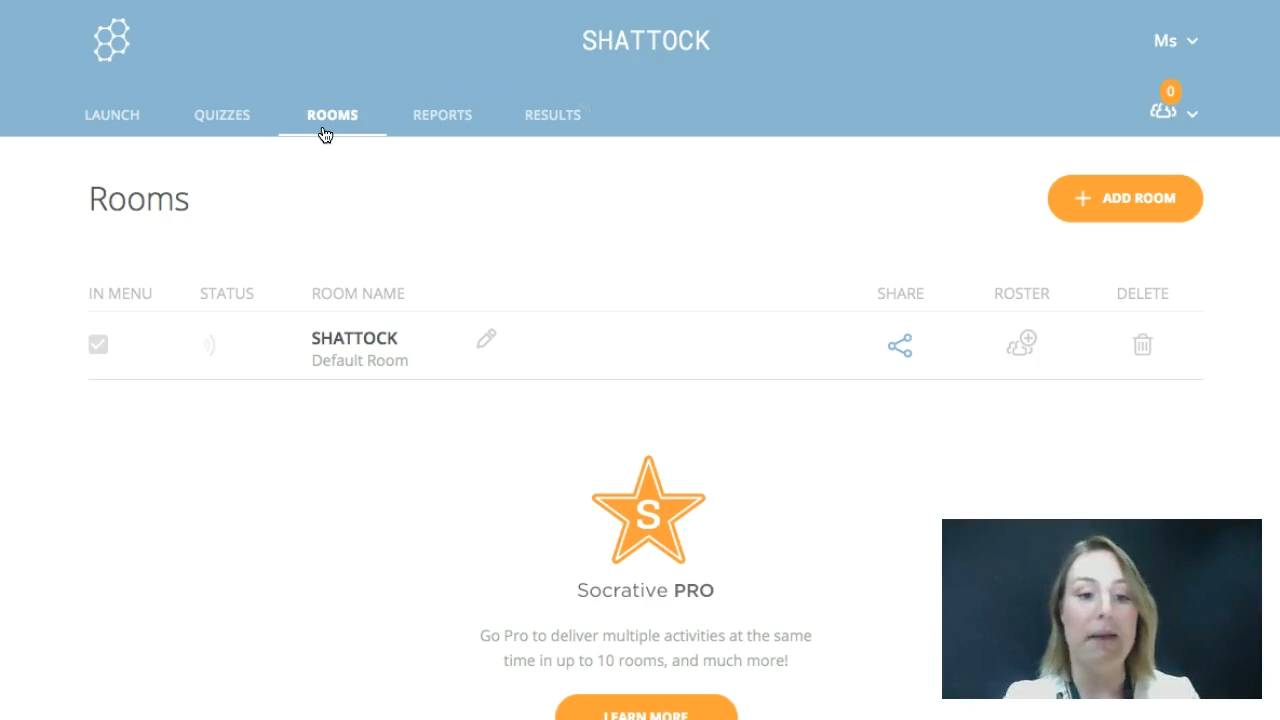 SHATTOCK
Ms
0
LAUNCH QUIZZES ROOMS REPORTS RESULTS
Rooms
ADD ROOM
IN MENU STATUS ROOM NAME SHARE ROSTER DELETE
SHATTOCK
Default Room
S
Socrative PRO
Go Pro to deliver multiple activities at the same
time in up to 10 rooms, and much more!
LEARN MORE